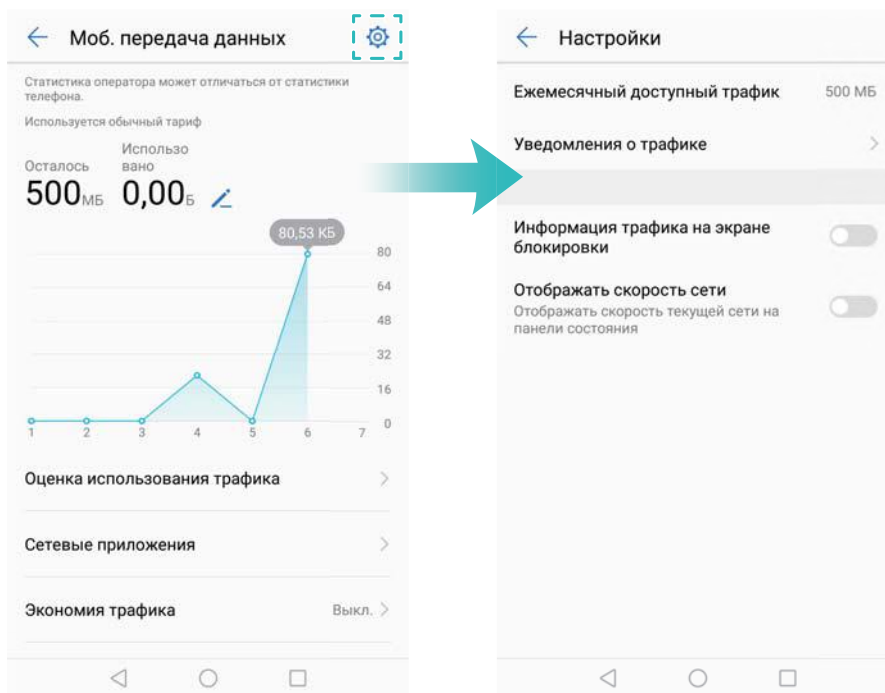 Моб. передача данных
Статистика оператора может отличаться от статистики
телефона.
Используется обычный тариф
Осталось
500МБ
Использо
вано
0,00Б
80,53 КБ
80
64
48
32
16
0
1 2 3 4 5 6 7
Оценка использования трафика
Сетевые приложения
Экономия трафика Выкл.
Настройки
Ежемесячный доступный трафик 500 МБ
Уведомления о трафике
Информация трафика на экране
блокировки
Отображать скорость сети
Отображать скорость текущей сети на
панели состояния